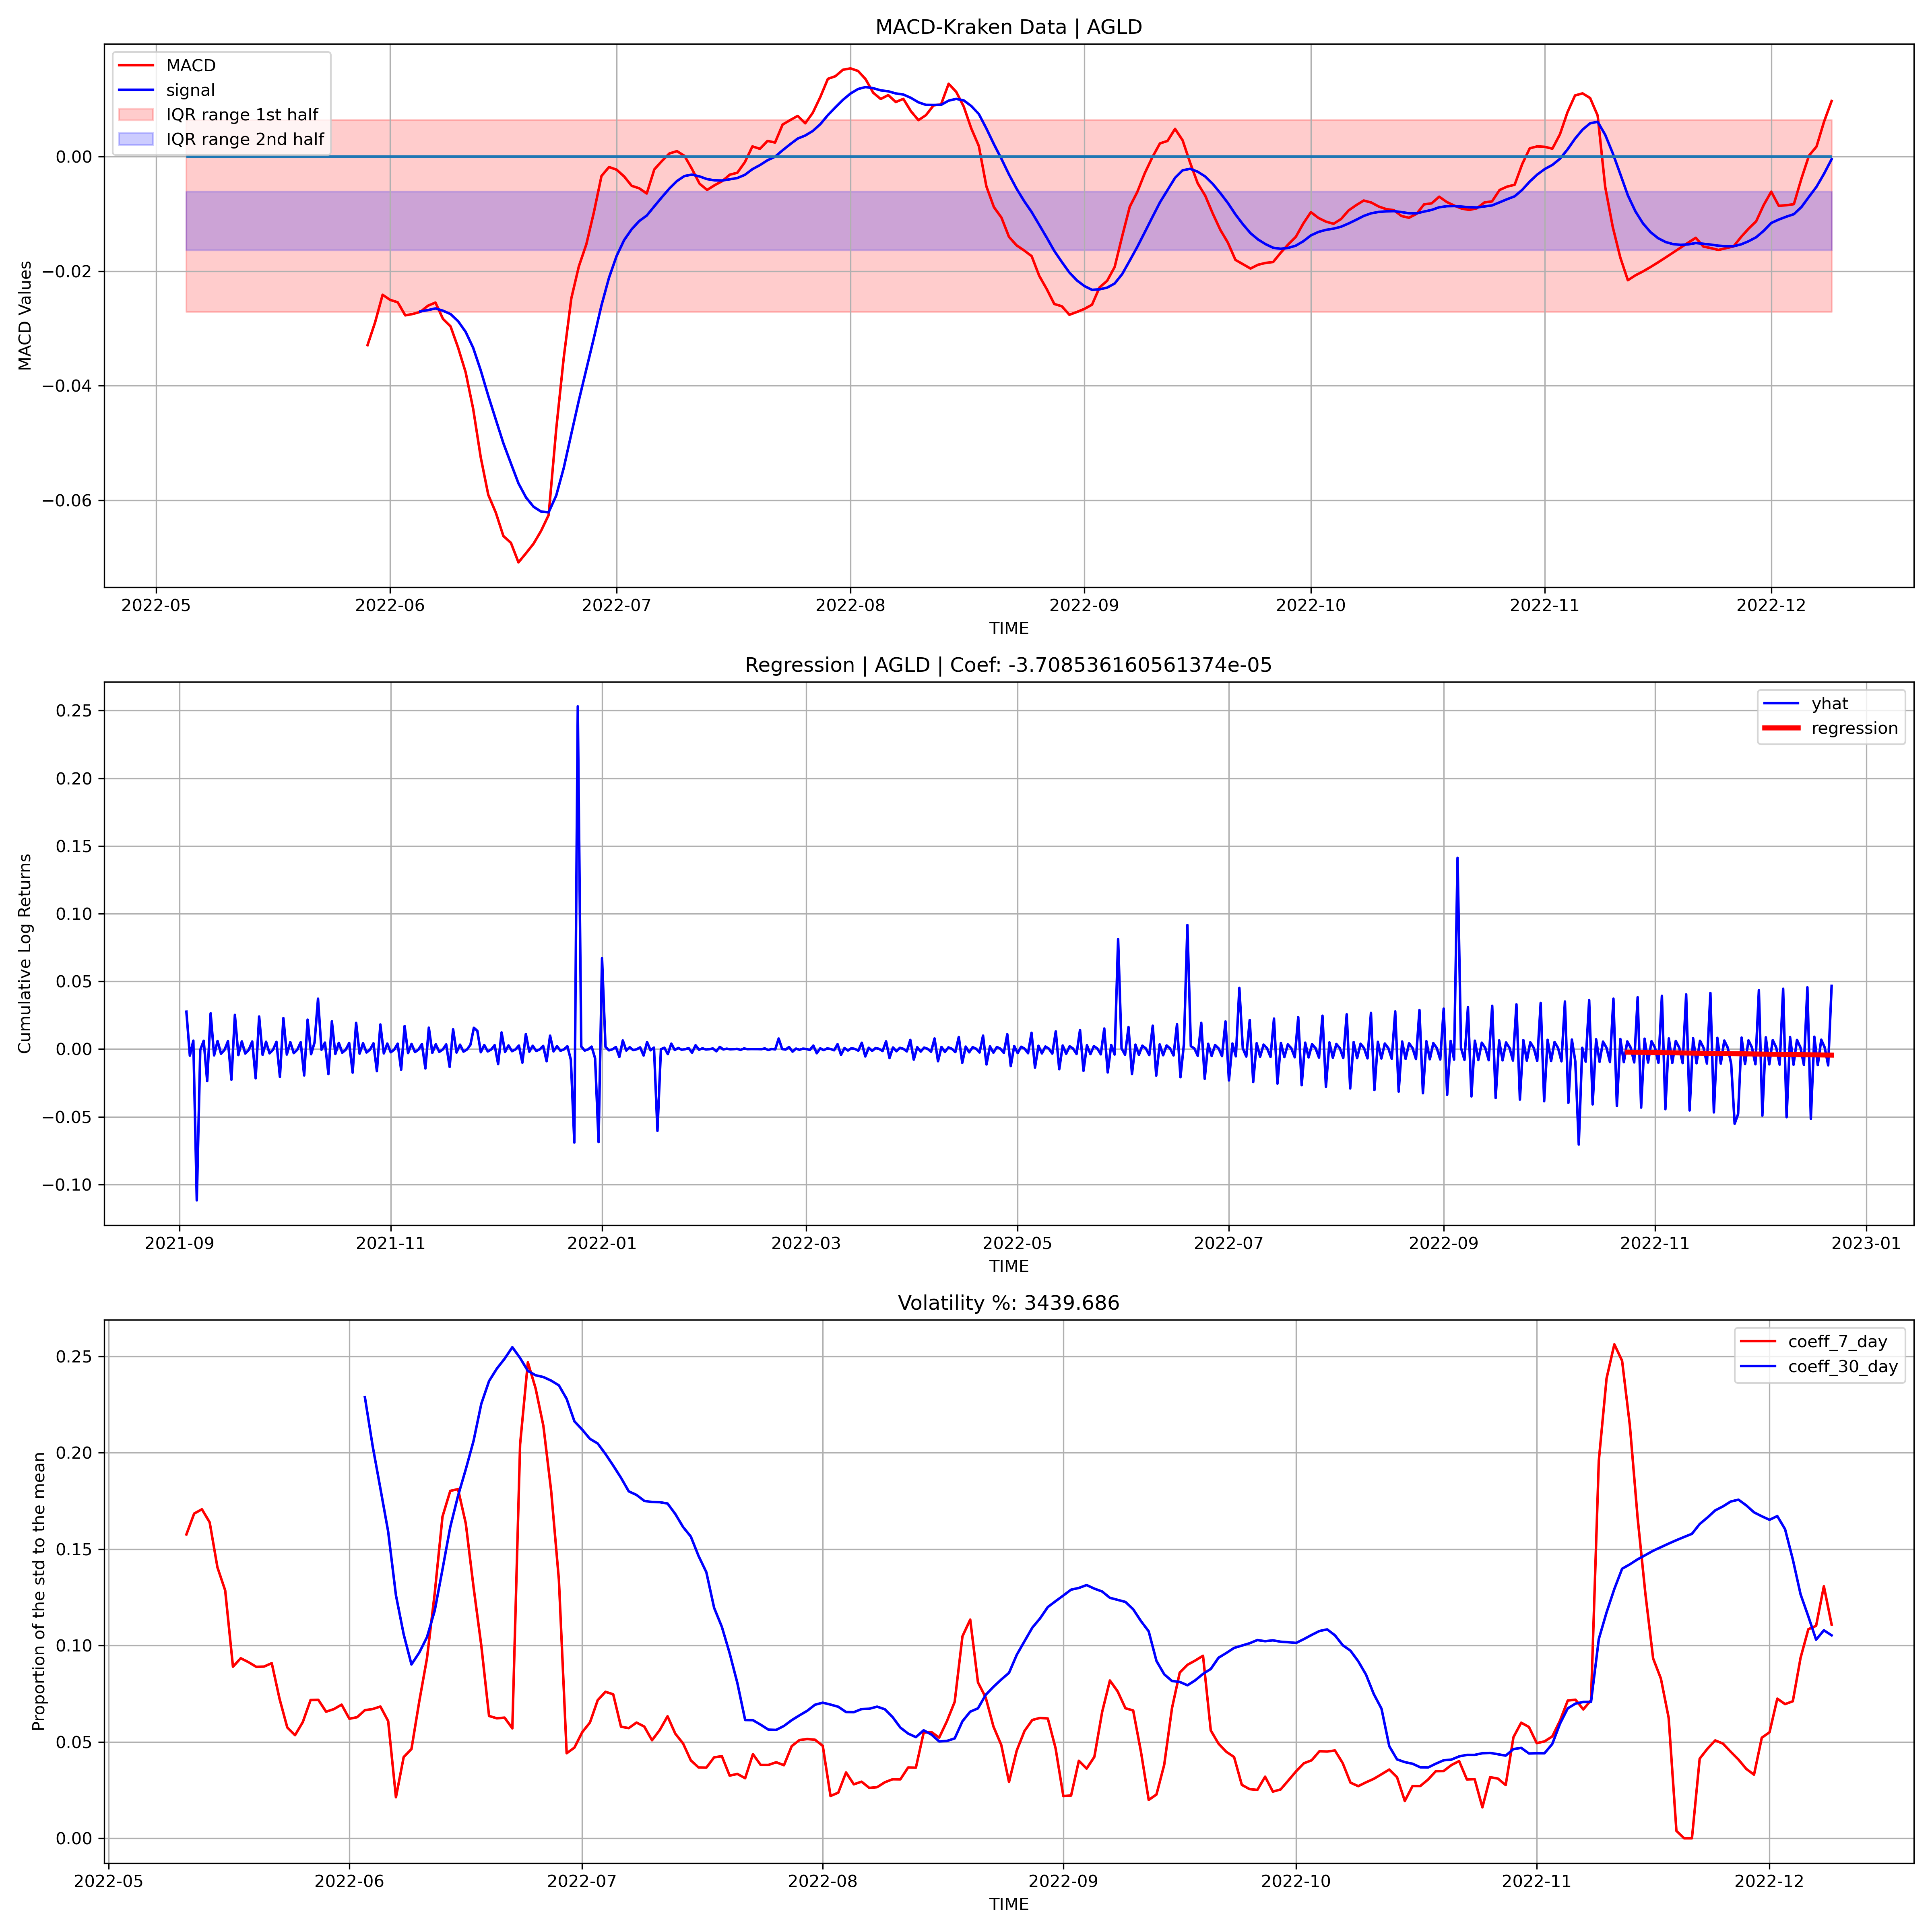 MACD-Kraken Data | AGLD
MACD
signal
IQR range 1st half
IQR range 2nd half
MACD Values
0.00
−0.02
−0.04
−0.06
2022-05 2022-06 2022-07 2022-08 2022-09 2022-10 2022-11 2022-12
TIME
Regression | AGLD | Coef: -3.708536160561374e-05
yhat
regression
Cumulative Log Returns
0.25
0.20
0.15
0.10
0.05
0.00
−0.05
−0.10
2021-09 2021-11 2022-01 2022-03 2022-05 2022-07 2022-09 2022-11 2023-01
TIME
Volatility %: 3439.686
coeff_7_day
coeff_30_day
Proportion of the std to the mean
0.25
0.20
0.15
0.10
0.05
0.00
2022-05 2022-06 2022-07 2022-08 2022-09 2022-10 2022-11 2022-12
TIME